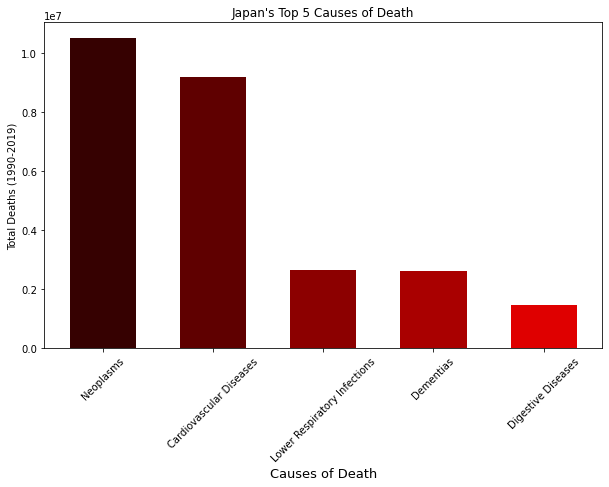 Japan's Top 5 Causes of Death
1e7
1.0
0.8
0.6
0.4
0.2
0.0
Total Deaths (1990-2019)
Neoplasms
Cardiovascular Diseases
Lower Respiratory Infections
Dementias
Digestive Diseases
Causes of Death